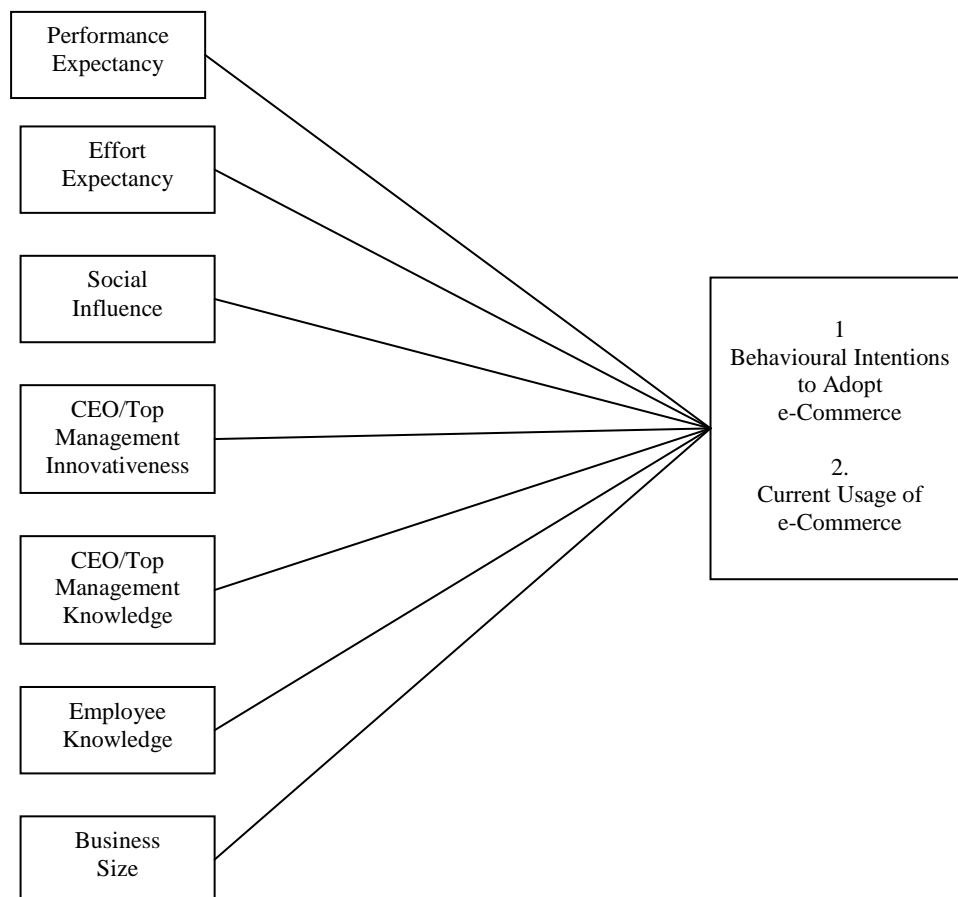 Performance
Expectancy
Effort
Expectancy
Social
Influence
CEO/Top
Management
Innovativeness
CEO/Top
Management
Knowledge
Employee
Knowledge
Business
Size
1
Behavioural Intentions
to Adopt
e-Commerce
2.
Current Usage of
e-Commerce